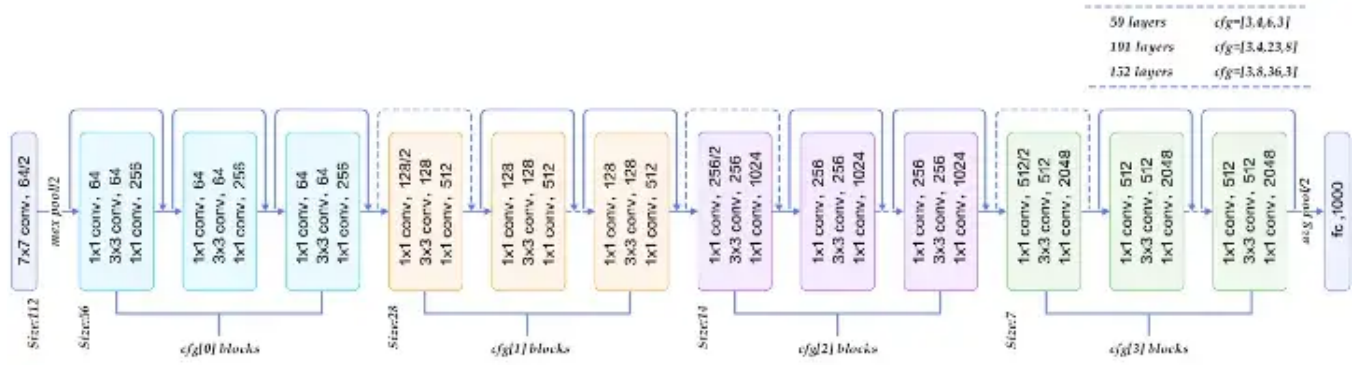 59 layers cfg=[3,4,6,3]
101 layers cfg=[3,4,23,8]
152 layers cfg=[3,8,36,3]
7x7 conv, 64/2
max pool/2
1x1 conv, 64
3x3 conv, 64
1x1 conv, 256
1x1 conv, 64
3x3 conv, 64
1x1 conv, 256
1x1 conv, 64
3x3 conv, 64
1x1 conv, 256
1x1 conv, 128/2
3x3 conv, 128
1x1 conv, 512
1x1 conv, 128
3x3 conv, 128
1x1 conv, 512
1x1 conv, 128
3x3 conv, 128
1x1 conv, 512
1x1 conv, 256/2
3x3 conv, 256
1x1 conv, 1024
1x1 conv, 256
3x3 conv, 256
1x1 conv, 1024
1x1 conv, 256
3x3 conv, 256
1x1 conv, 1024
1x1 conv, 512/2
3x3 conv, 512
1x1 conv, 2048
1x1 conv, 512
3x3 conv, 512
1x1 conv, 2048
1x1 conv, 512
3x3 conv, 512
1x1 conv, 2048
avg pool/2
fc ,1000
Size:112
Size:56
cfg[0] blocks
Size:28
cfg[1] blocks
Size:14
cfg[2] blocks
Size:7
cfg[3] blocks